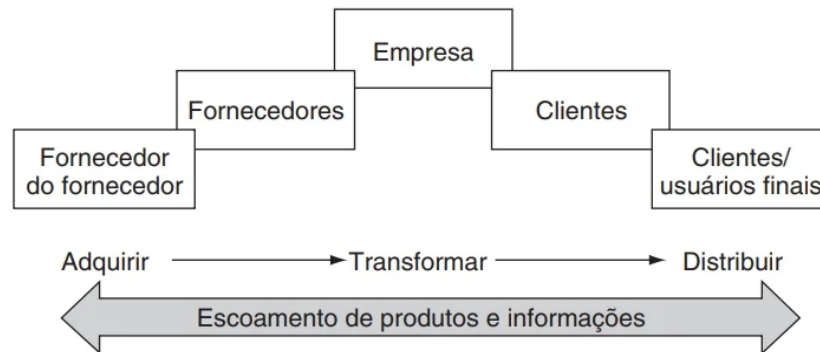 Empresa
Fornecedores
Clientes
Fornecedor
do fornecedor
Clientes/
usuários finais
Adquirir
Transformar
Distribuir
Escoamento de produtos e informações